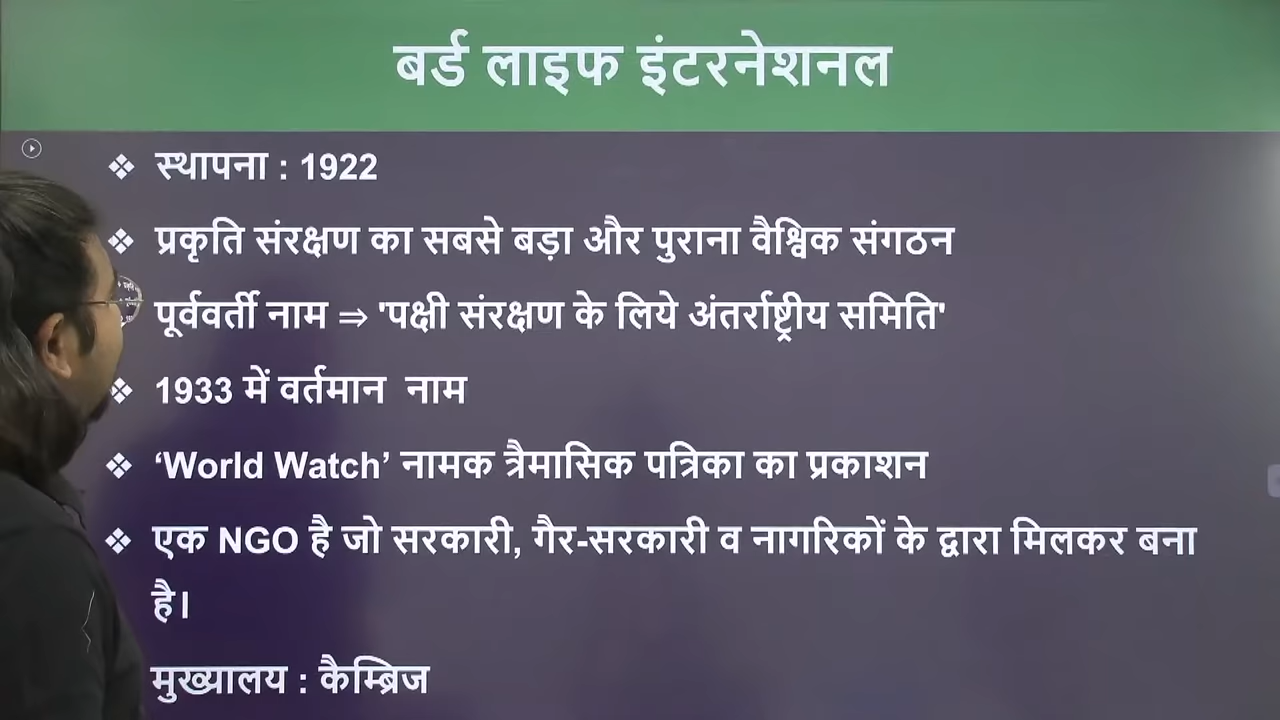 बर्ड लाइफ इंटरनेशनल
❖ स्थापना : 1922
❖ प्रकृति संरक्षण का सबसे बड़ा और पुराना वैश्विक संगठन
पूर्ववर्ती नाम ⇒ 'पक्षी संरक्षण के लिये अंतर्राष्ट्रीय समिति'
❖ 1933 में वर्तमान नाम
❖ ‘World Watch’ नामक त्रैमासिक पत्रिका का प्रकाशन
❖ एक NGO है जो सरकारी, गैर-सरकारी व नागरिकों के द्वारा मिलकर बना
है।
मुख्यालय : कैम्ब्रिज